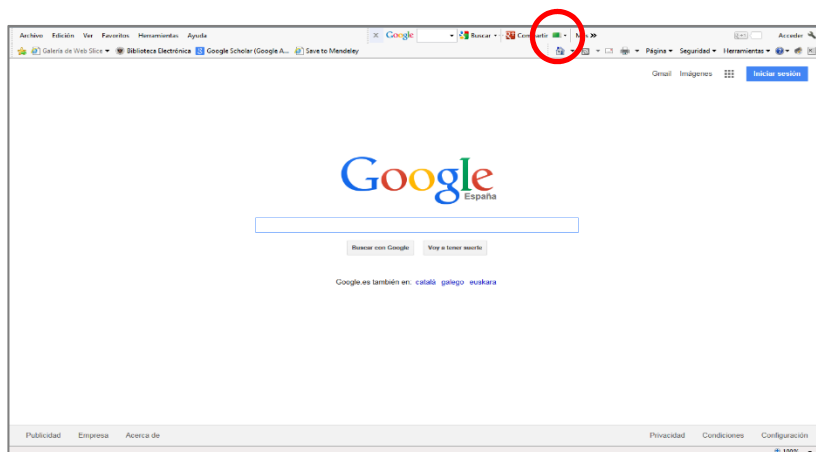 Archivo Edición Ver Favoritos Herramientas Ayuda x Google Buscar Compartir Más >> Acceder
Galería de Web Slice Biblioteca Electrónica Google Scholar (Google A... Save to Mendeley Página Seguridad Herramientas
Gmail Imágenes Iniciar sesión
Google
España
Buscar con Google Voy a tener suerte
Google.es también en: català galego euskara
Publicidad Empresa Acerca de Privacidad Condiciones Configuración
100%